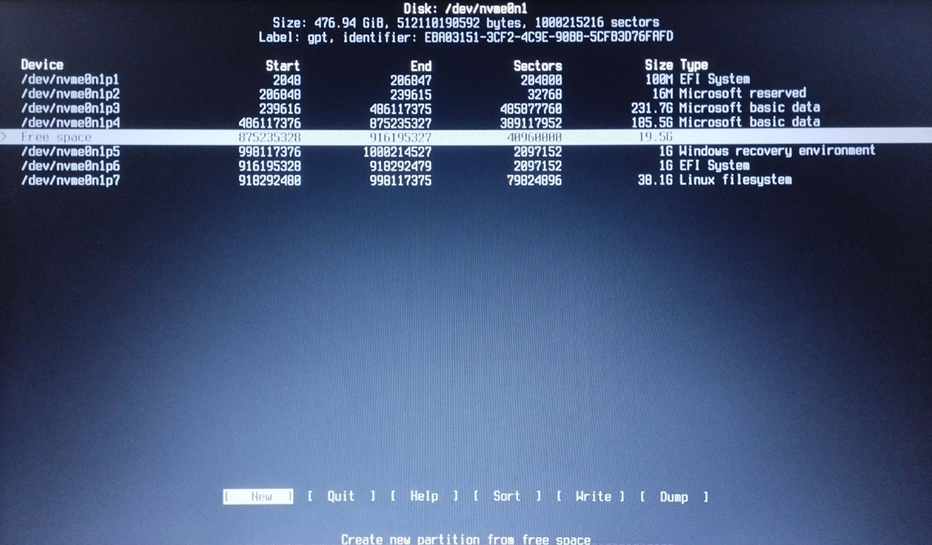 Disk: /dev/nvme0n1
Size: 476.94 GiB, 512110190592 bytes, 1000215216 sectors
Label: gpt, identifier: EBA03151-3CF2-4C9E-90BB-5CFB3D76FAFD
Device Start End Sectors Size Type
/dev/nvme0n1p1 2048 206847 204800 100M EFI System
/dev/nvme0n1p2 206848 239615 32768 16M Microsoft reserved
/dev/nvme0n1p3 239616 486117375 485877760 231.7G Microsoft basic data
/dev/nvme0n1p4 486117376 875235327 389117952 185.5G Microsoft basic data
> Free space 875235328 916195327 40960000 19.5G
/dev/nvme0n1p5 998117376 1000214527 2097152 1G Windows recovery environment
/dev/nvme0n1p6 916195328 918292479 2097152 1G EFI System
/dev/nvme0n1p7 918292480 998117375 79824896 38.1G Linux filesystem
[ New ] [ Quit ] [ Help ] [ Sort ] [ Write ] [ Dump ]
Create new partition from free space